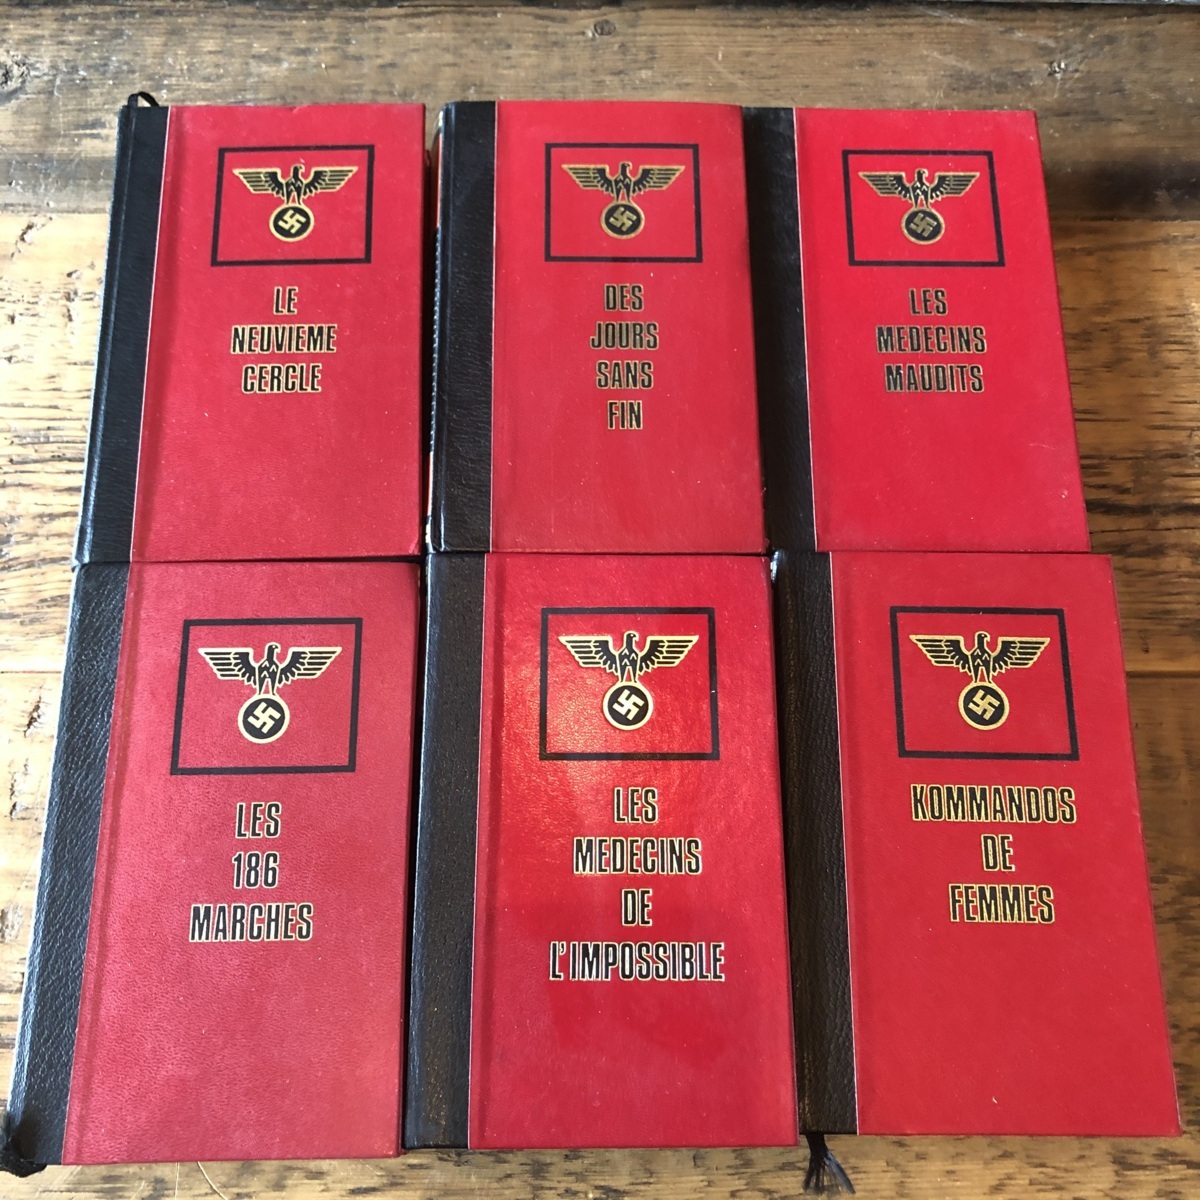 LE
NEUVIEME
CERCLE
DES
JOURS
SANS
FIN
LES
MEDECINS
MAUDITS
LES
186
MARCHES
LES
MEDECINS
DE
L'IMPOSSIBLE
KOMMANDOS
DE
FEMMES